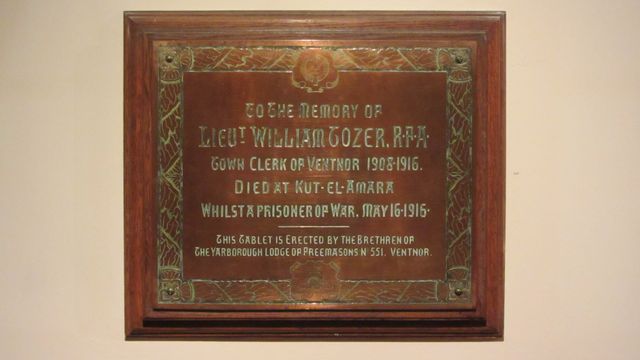 TO THE MEMORY OF
LIEUT WILLIAM TOZER, R.F.A.
TOWN CLERK OF VENTNOR 1908-1916.
DIED AT KUT-EL-AMARA
WHILST A PRISONER OF WAR, MAY 16-1916.
THIS TABLET IS ERECTED BY THE BRETHREN OF
THE YARBOROUGH LODGE OF FREEMASONS No 551. VENTNOR.